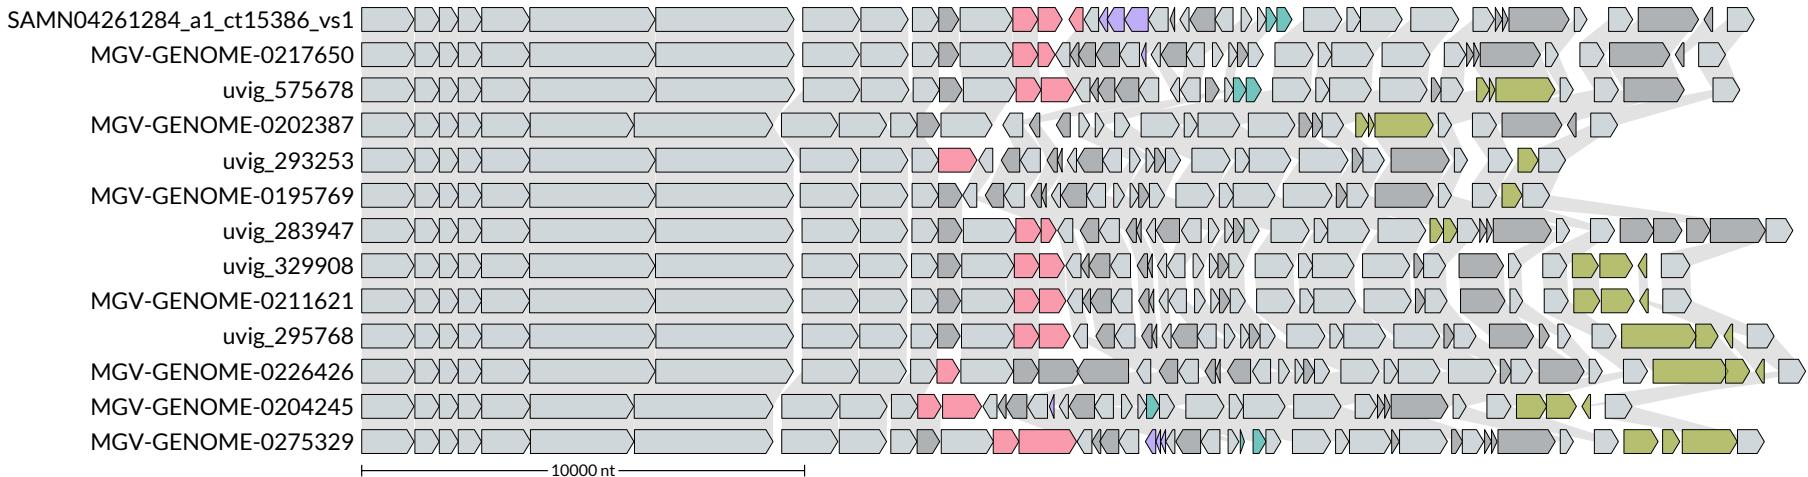 SAMN04261284_a1_ct15386_vs1
MGV-GENOME-0217650
uvig_575678
MGV-GENOME-0202387
uvig_293253
MGV-GENOME-0195769
uvig_283947
uvig_329908
MGV-GENOME-0211621
uvig_295768
MGV-GENOME-0226426
MGV-GENOME-0204245
MGV-GENOME-0275329
10000 nt